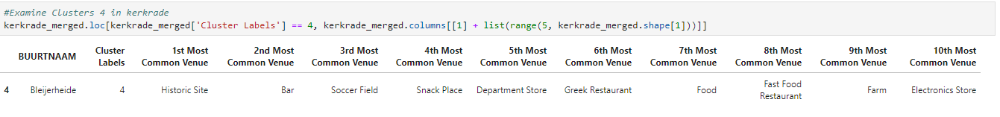 #Examine Clusters 4 in kerkrade
kerkrade_merged.loc[kerkrade_merged['Cluster Labels'] == 4, kerkrade_merged.columns[[1] + list(range(5, kerkrade_merged.shape[1]))]]
BUURTNAAM Cluster Labels 1st Most Common Venue 2nd Most Common Venue 3rd Most Common Venue 4th Most Common Venue 5th Most Common Venue 6th Most Common Venue 7th Most Common Venue 8th Most Common Venue 9th Most Common Venue 10th Most Common Venue
4 Bleijerheide 4 Historic Site Bar Soccer Field Snack Place Department Store Greek Restaurant Food Fast Food Restaurant Farm Electronics Store